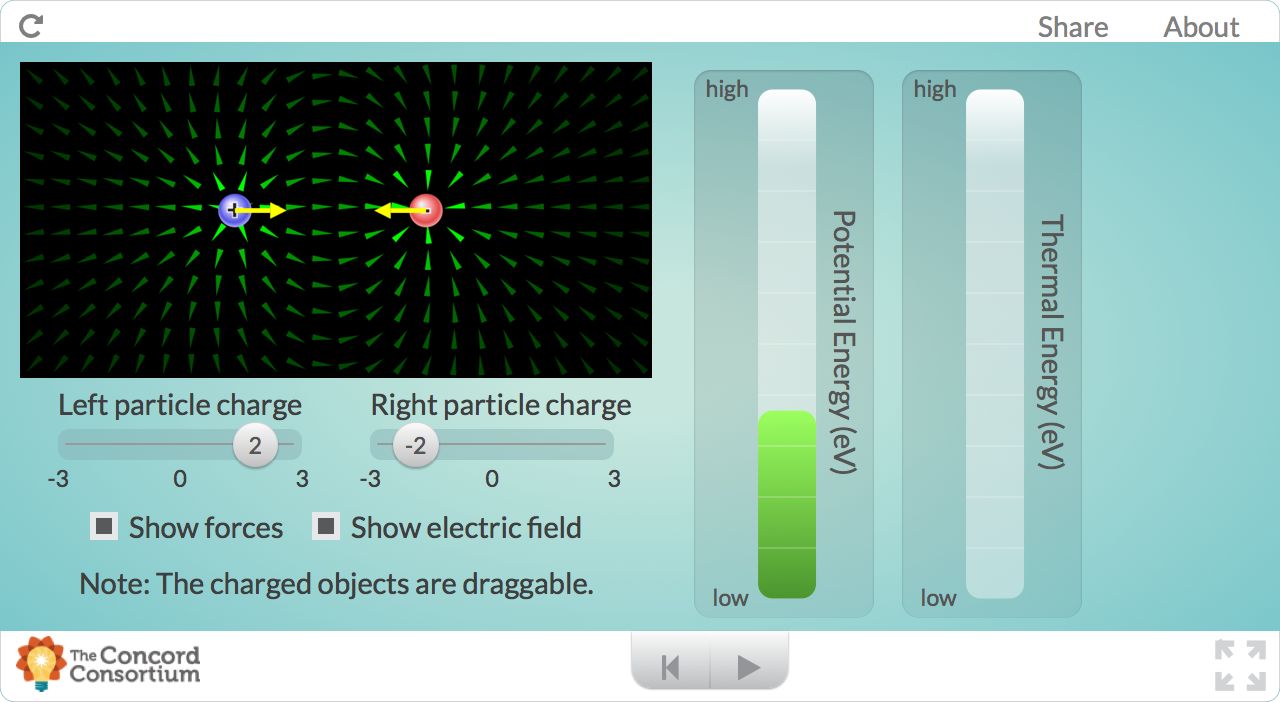 Share About
high
high
+
-
Potential Energy (eV)
Thermal Energy (eV)
Left particle charge
Right particle charge
2
-2
-3 0 3
-3 0 3
Show forces
Show electric field
Note: The charged objects are draggable.
low
low
The Concord
Consortium